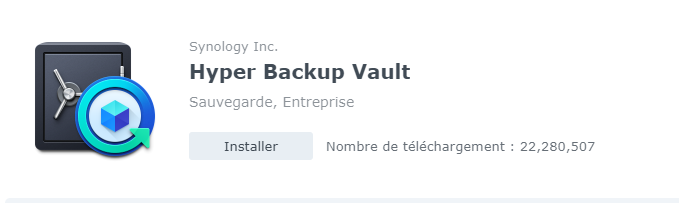 Synology Inc.
Hyper Backup Vault
Sauvegarde, Entreprise
Installer
Nombre de téléchargement : 22,280,507